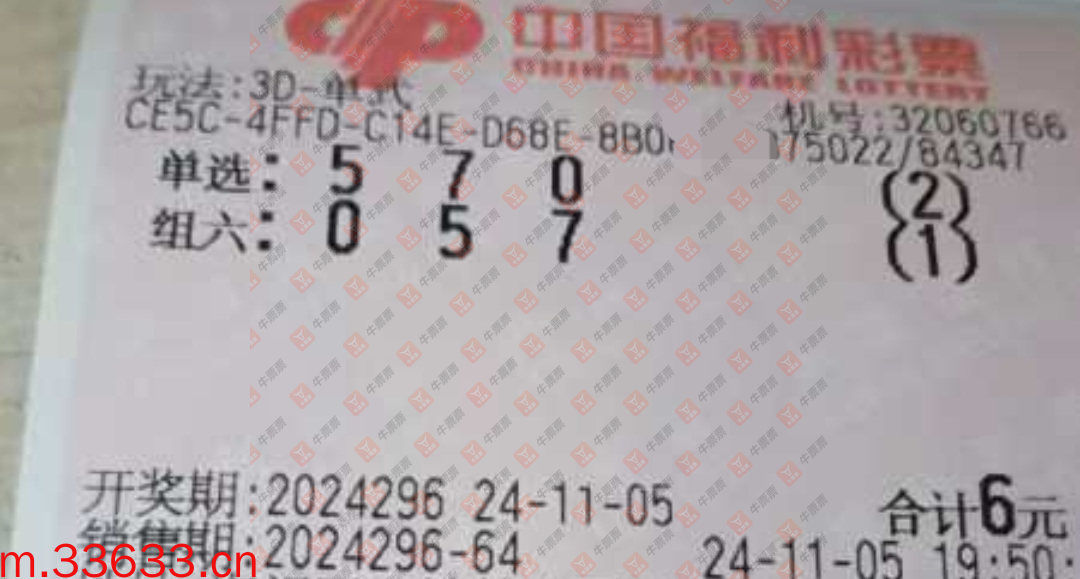 中国福利彩票
CHINA WELFARE LOTTERY
玩法:3D-单式
机号:32060766
CE5C-4FFD-C14E-D68E-8B0
175022/84347
单选: 5 7 0 (2)
组六: 0 5 7 (1)
开奖期:2024296 24-11-05 合计6元
销售期:2024296-64 24-11-05 19:50:
m.33633.cn
牛票票